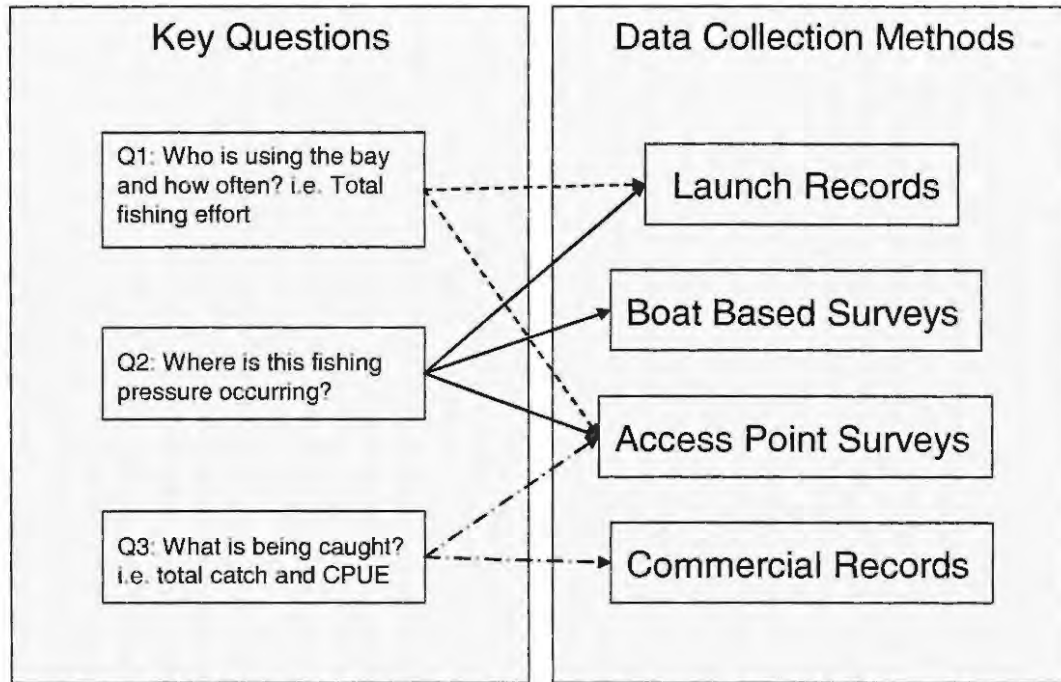 Key Questions
Q1: Who is using the bay
and how often? i.e. Total
fishing effort
Q2: Where is this fishing
pressure occurring?
Q3: What is being caught?
i.e. total catch and CPUE
Data Collection Methods
Launch Records
Boat Based Surveys
Access Point Surveys
Commercial Records